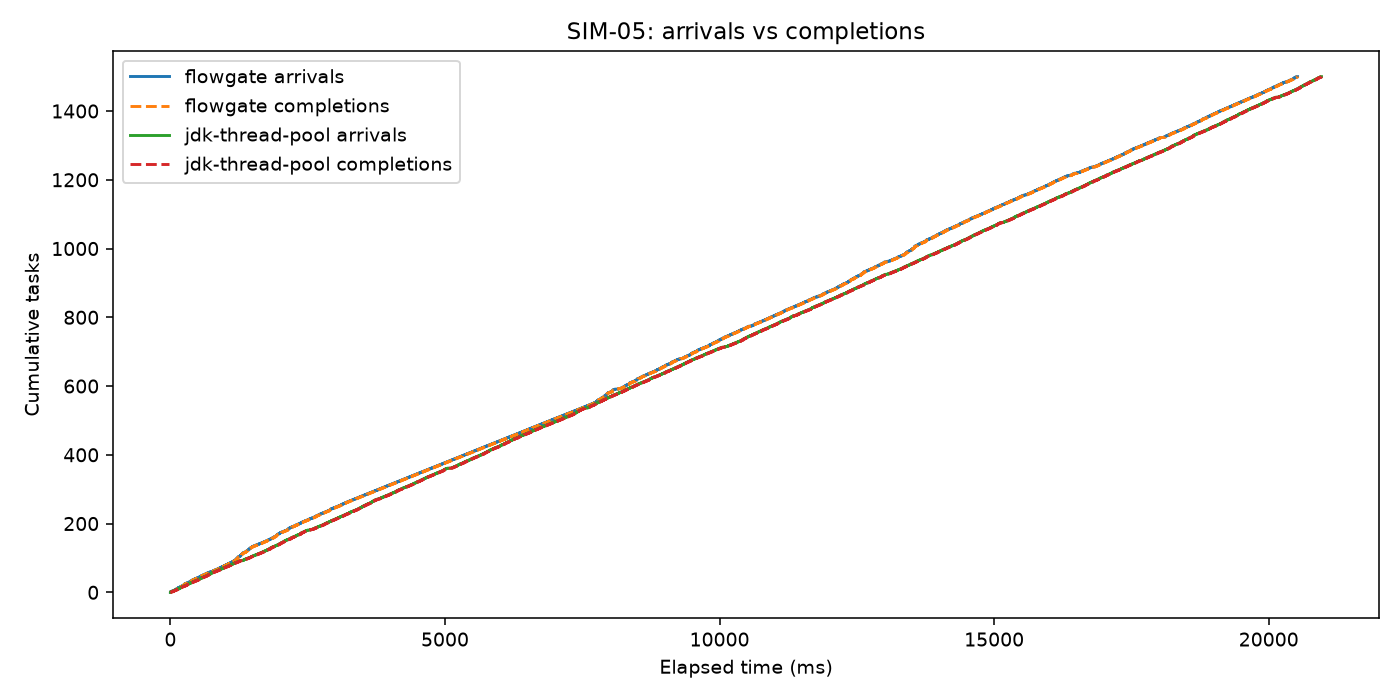 SIM-05: arrivals vs completions
flowgate arrivals
flowgate completions
jdk-thread-pool arrivals
jdk-thread-pool completions
Cumulative tasks
1400
1200
1000
800
600
400
200
0
0 5000 10000 15000 20000
Elapsed time (ms)